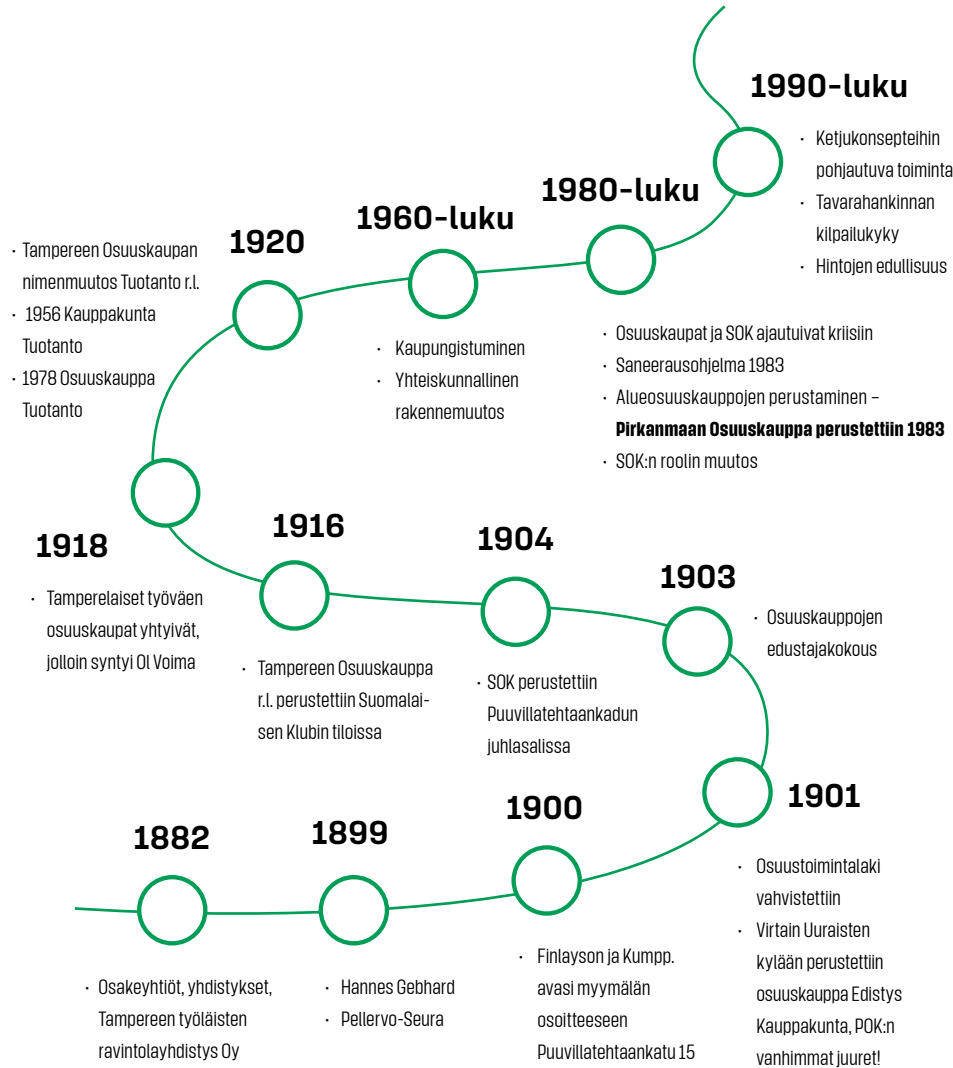 1990-luku
· Ketjukonsepteihin
pohjautuva toiminta
· Tavarahankinnan
kilpailukyky
· Hintojen edullisuus
1980-luku
· Osuuskaupat ja SOK ajautuivat kriisiin
· Saneerausohjelma 1983
· Alueosuuskauppojen perustaminen –
Pirkanmaan Osuuskauppa perustettiin 1983
· SOK:n roolin muutos
1960-luku
· Kaupungistuminen
· Yhteiskunnallinen
rakennemuutos
1920
· Tampereen Osuuskaupan
nimenmuutos Tuotanto r.l.
· 1956 Kauppakunta
Tuotanto
· 1978 Osuuskauppa
Tuotanto
1918
· Tamperelaiset työväen
osuuskaupat yhtyivät,
jolloin syntyi Ol Voima
1916
· Tampereen Osuuskauppa
r.l. perustettiin Suomalai-
sen Klubin tiloissa
1904
· SOK perustettiin
Puuvillatehtaankadun
juhlasalissa
1903
· Osuuskauppojen
edustajakokous
1901
· Osuustoimintalaki
vahvistettiin
· Virtain Uuraisten
kylään perustettiin
osuuskauppa Edistys
Kauppakunta, POK:n
vanhimmat juuret!
1900
· Finlayson ja Kumpp.
avasi myymälän
osoitteeseen
Puuvillatehtaankatu 15
1899
· Hannes Gebhard
· Pellervo-Seura
1882
· Osakeyhtiöt, yhdistykset,
Tampereen työläisten
ravintolayhdistys Oy